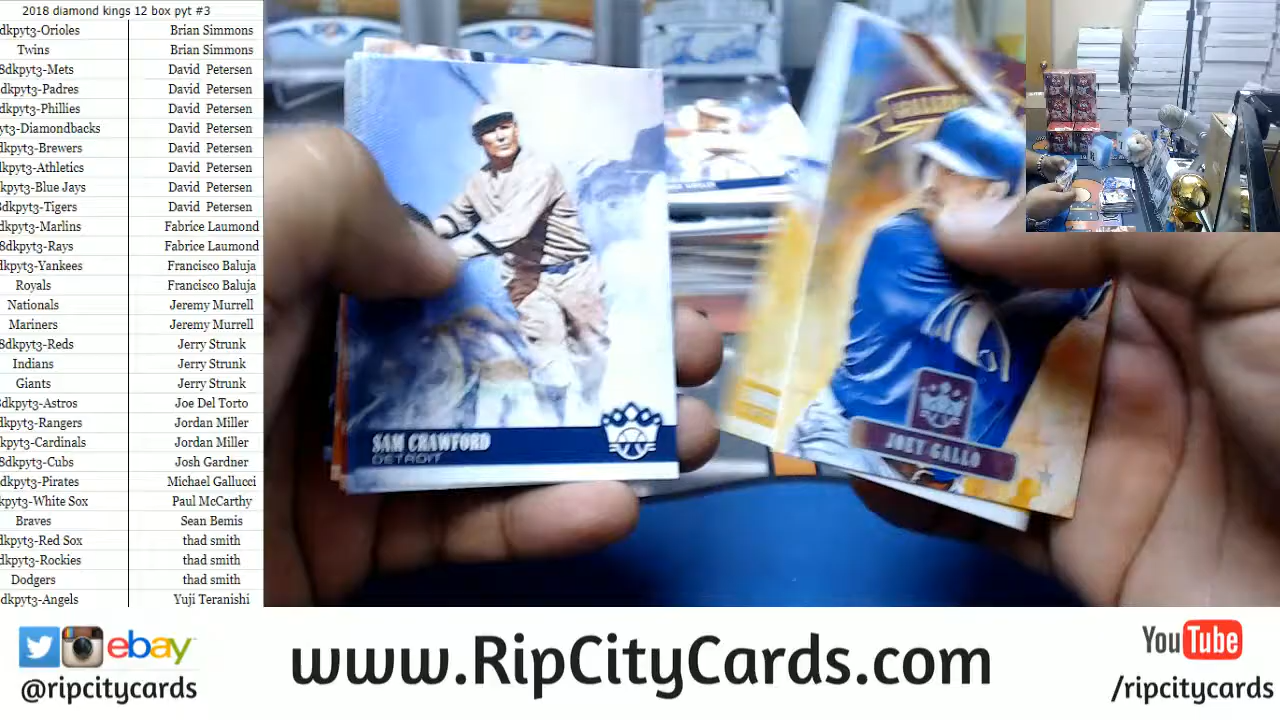 2018 diamond kings 12 box pyt #3
dkpyt3-Orioles Brian Simmons
Twins Brian Simmons
8dkpyt3-Mets David Petersen
dkpyt3-Padres David Petersen
dkpyt3-Phillies David Petersen
yt3-Diamondbacks David Petersen
kpyt3-Brewers David Petersen
kpyt3-Athletics David Petersen
kpyt3-Blue Jays David Petersen
8dkpyt3-Tigers David Petersen
dkpyt3-Marlins Fabrice Laumond
8dkpyt3-Rays Fabrice Laumond
dkpyt3-Yankees Francisco Baluja
Royals Francisco Baluja
Nationals Jeremy Murrell
Mariners Jeremy Murrell
8dkpyt3-Reds Jerry Strunk
Indians Jerry Strunk
Giants Jerry Strunk
8dkpyt3-Astros Joe Del Torto
dkpyt3-Rangers Jordan Miller
kpyt3-Cardinals Jordan Miller
8dkpyt3-Cubs Josh Gardner
dkpyt3-Pirates Michael Gallucci
kpyt3-White Sox Paul McCarthy
Braves Sean Bemis
dkpyt3-Red Sox thad smith
dkpyt3-Rockies thad smith
Dodgers thad smith
dkpyt3-Angels Yuji Teranishi
SAM CRAWFORD
DETROIT
JOEY GALLO
ebay
@ripcitycards
www.RipCityCards.com
YouTube
/ripcitycards